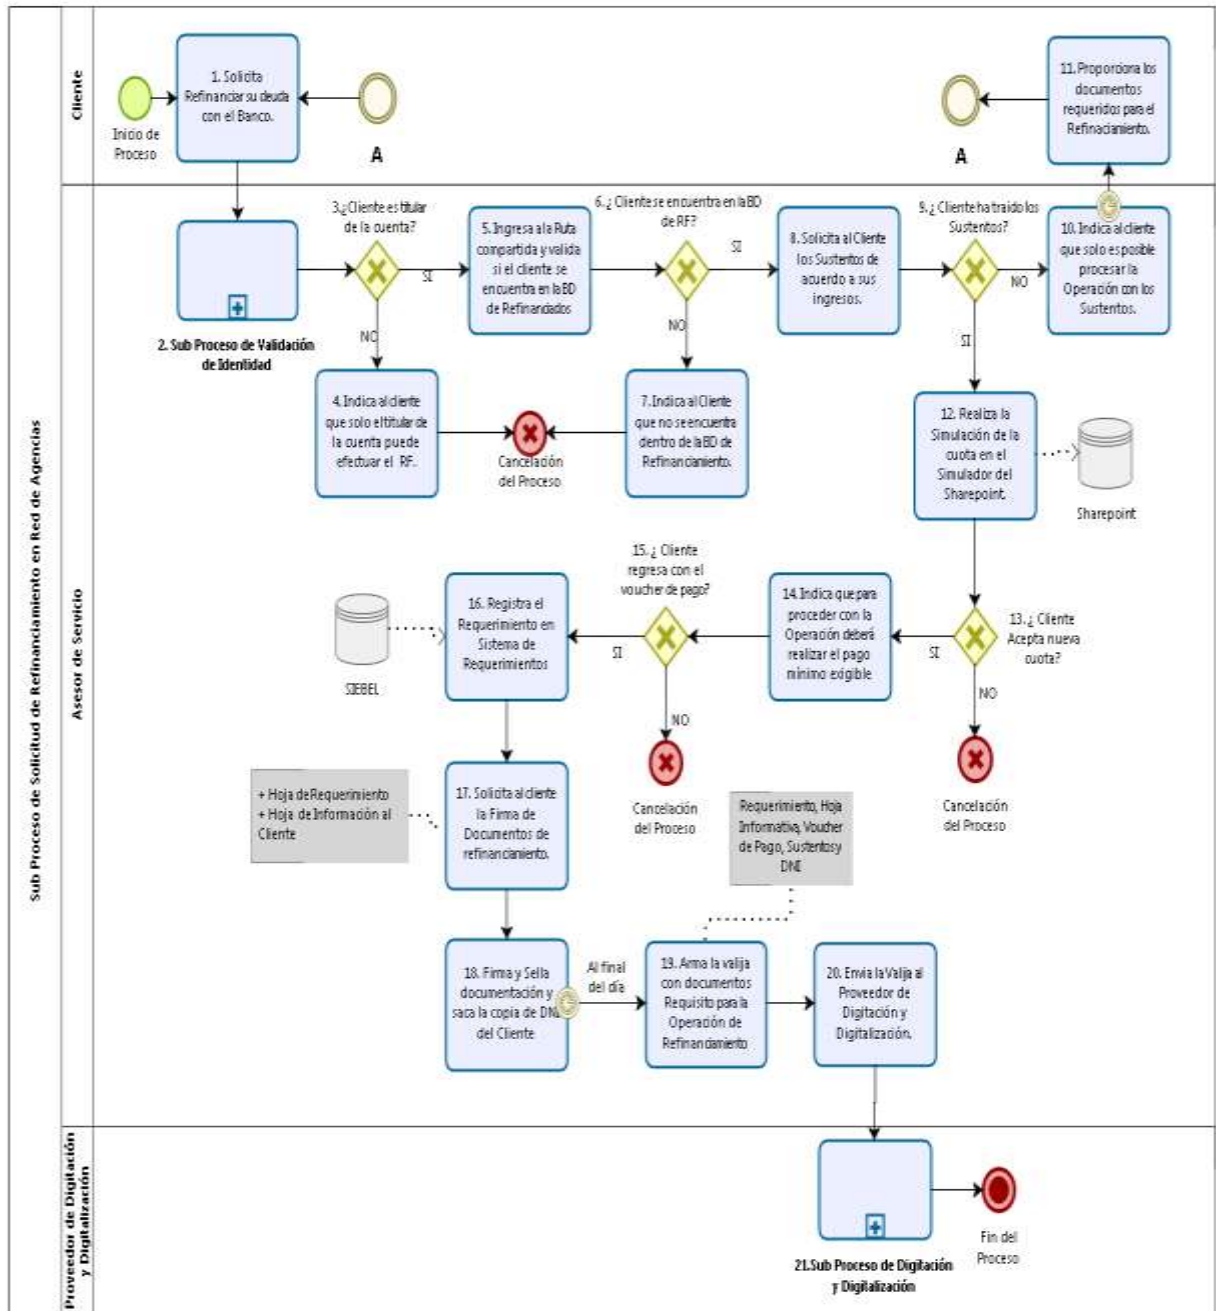 Sub Proceso de Solicitud de Refinanciamiento en Red de Agencias
Cliente
Inicio de
Proceso
1. Solicita
Refinanciar su deuda
con el Banco.
A
A
11. Proporciona los
documentos
requeridos para el
Refinaciamiento.
Asesor de Servicio
2. Sub Proceso de Validación
de Identidad
3.¿Cliente es titular
de la cuenta?
SI
NO
4. Indica al cliente
que solo el titular de
la cuenta puede
efectuar el RF.
5. Ingresa la Ruta
compartida y valida
si el cliente se
encuentra en la BD
de Refinanciados
6. ¿ Cliente se encuentra en la BD
de RF?
SI
NO
Cancelación
del Proceso
7. Indica al Cliente
que no se encuentra
dentro de la BD de
Refinanciamiento.
8. Solicita al Cliente
los Sustentos de
acuerdo a sus
ingresos.
9. ¿ Cliente ha traido los
Sustentos?
NO
SI
10. Indica al cliente
que solo es posible
procesar la
Operación con los
Sustentos.
12. Realiza la
Simulación de la
cuota en el
Simulador del
Sharepoint.
Sharepoint
13. ¿ Cliente
Acepta nueva
cuota?
SI
NO
Cancelación
del Proceso
14. Indica que para
proceder con la
Operación deberá
realizar el pago
mínimo exigible
15. ¿ Cliente
regresa con el
voucher de pago?
SI
NO
Cancelación
del Proceso
16. Registra el
Requerimiento en
Sistema de
Requerimientos
SIEBEL
17. Solicita al cliente
la Firma de
Documentos de
refinanciamiento.
+ Hoja de Requerimiento
+ Hoja de Información al
Cliente
Requerimiento, Hoja
Informativa, Voucher
de Pago, Sustentos y
DNI
18. Firma y Sella
documentación y
saca la copia de DNI
del Cliente
Al final
del día
19. Arma la valija
con documentos
Requisito para la
Operación de
Refinanciamiento
20. Envia la Valija al
Proveedor de
Digitación y
Digitalización.
Proveedor de Digitación
y Digitalización
21.Sub Proceso de Digitación
y Digitalización
Fin del
Proceso